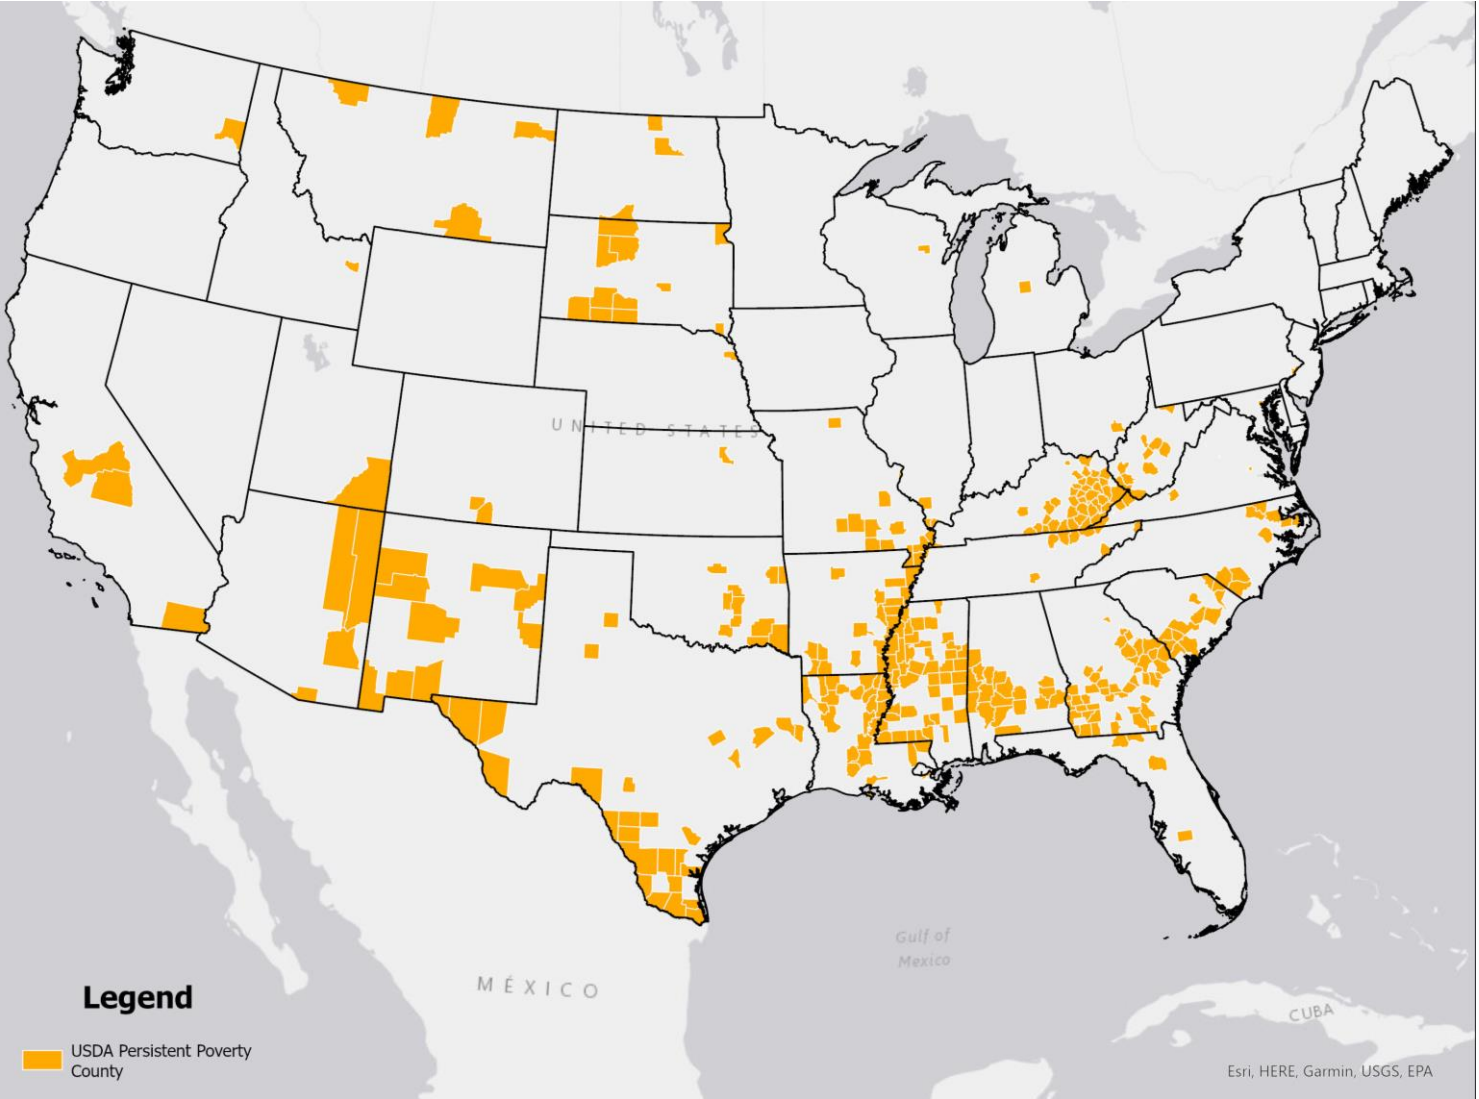 UNITED STATES
Gulf of
Mexico
MÉXICO
Legend
CUBA
USDA Persistent Poverty
County
Esri, HERE, Garmin, USGS, EPA